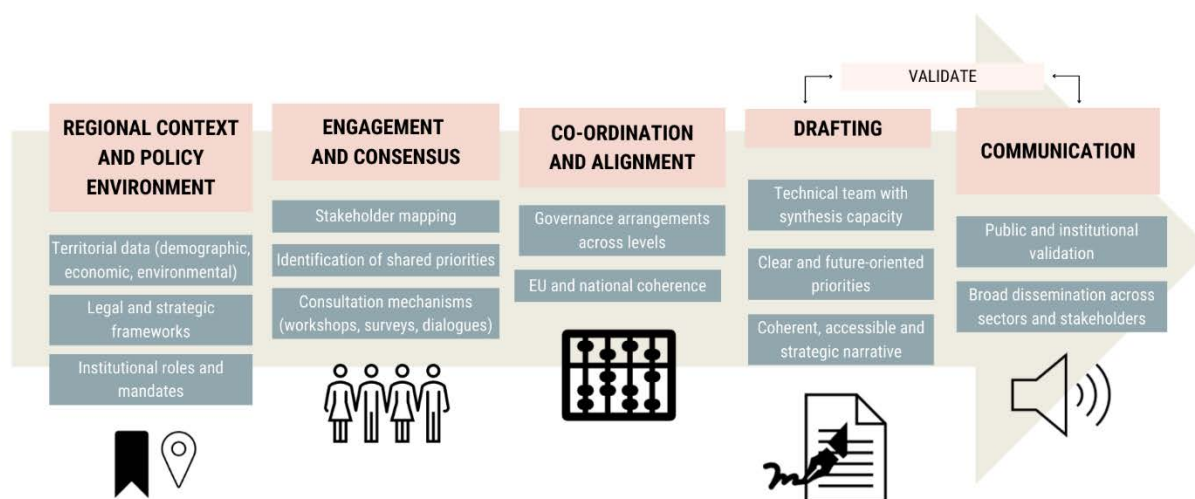 VALIDATE
REGIONAL CONTEXT
AND POLICY
ENVIRONMENT
Territorial data (demographic,
economic, environmental)
Legal and strategic
frameworks
Institutional roles and
mandates
ENGAGEMENT
AND CONSENSUS
Stakeholder mapping
Identification of shared priorities
Consultation mechanisms
(workshops, surveys, dialogues)
CO-ORDINATION
AND ALIGNMENT
Governance arrangements
across levels
EU and national coherence
DRAFTING
Technical team with
synthesis capacity
Clear and future-oriented
priorities
Coherent, accessible and
strategic narrative
COMMUNICATION
Public and institutional
validation
Broad dissemination across
sectors and stakeholders